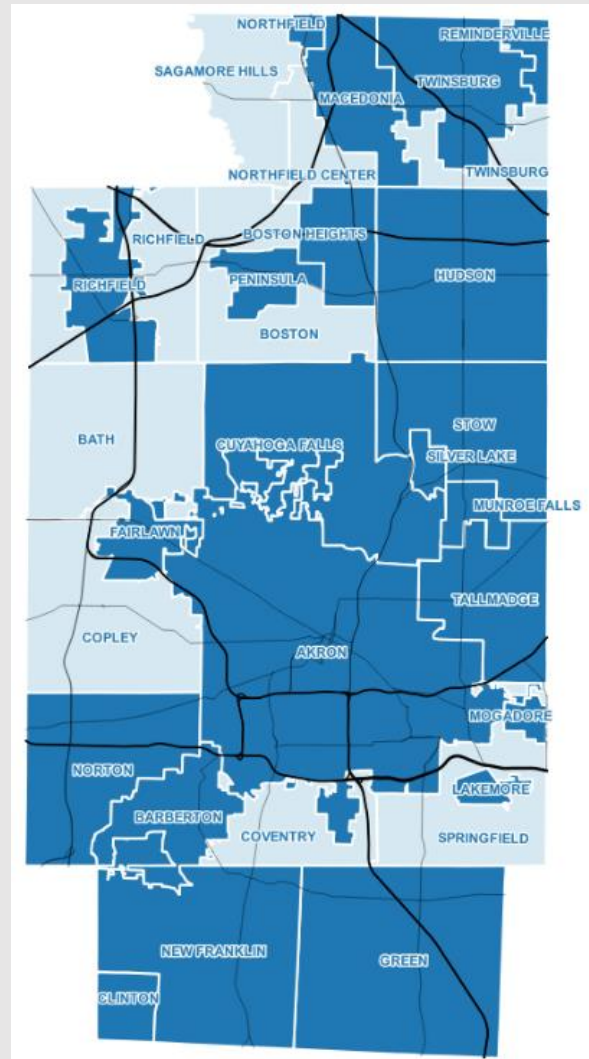 NORTHFIELD
REMINDERVILLE
SAGAMORE HILLS
TWINSBURG
MACEDONIA
NORTHFIELD CENTER
TWINSBURG
RICHFIELD
BOSTON HEIGHTS
HUDSON
PENINSULA
RICHFIELD
BOSTON
STOW
BATH
CUYAHOGA FALLS
SILVER LAKE
MUNROE FALLS
FAIRLAWN
TALLMADGE
COPLEY
AKRON
MOGADORE
NORTON
LAKEMORE
BARBERTON
COVENTRY
SPRINGFIELD
NEW FRANKLIN
GREEN
CLINTON